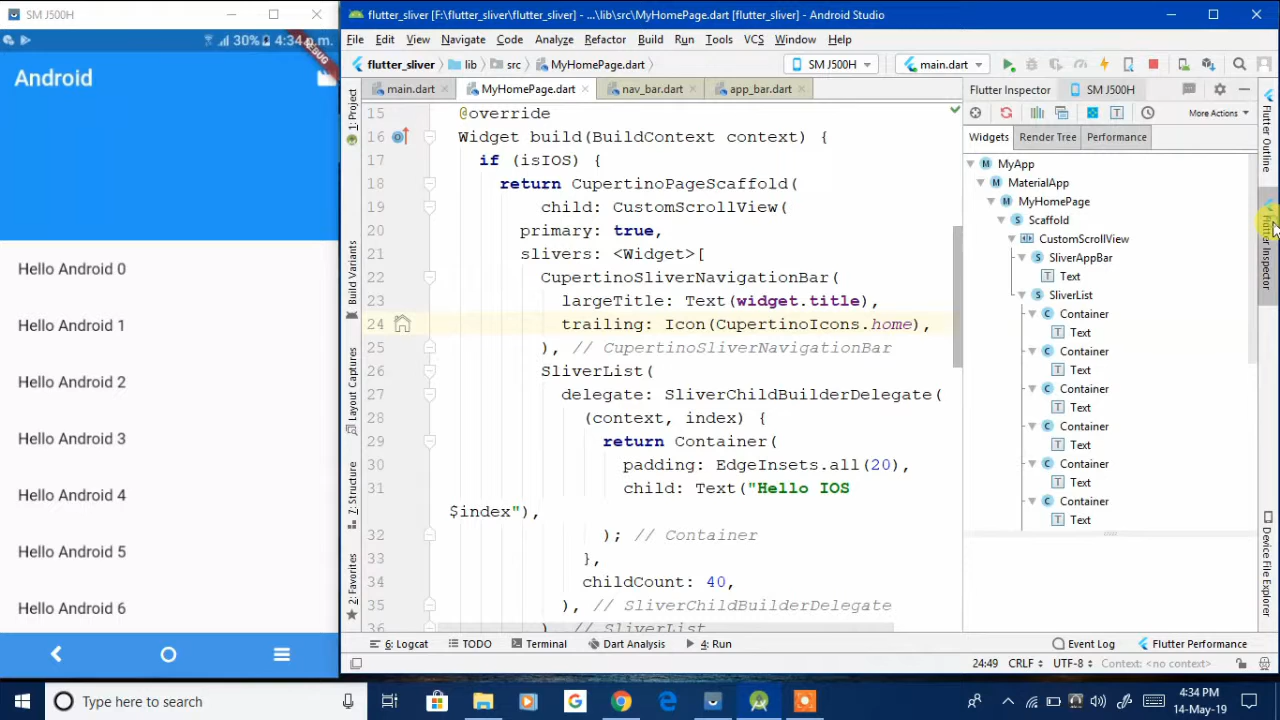 SM J500H
flutter_sliver [F:\flutter_sliver\flutter_sliver] - ...\lib\src\MyHomePage.dart [flutter_sliver] - Android Studio
30% 4:34 p.m.
DEBUG
Android
Hello Android 0
Hello Android 1
Hello Android 2
Hello Android 3
Hello Android 4
Hello Android 5
Hello Android 6
File Edit View Navigate Code Analyze Refactor Build Run Tools VCS Window Help
flutter_sliver lib src MyHomePage.dart SM J500H main.dart
main.dart MyHomePage.dart nav_bar.dart app_bar.dart
1: Project
Build Variants
Layout Captures
7: Structure
2: Favorites
15 @override
16 Widget build(BuildContext context) {
17 if (isIOS) {
18 return CupertinoPageScaffold(
19 child: CustomScrollView(
20 primary: true,
21 slivers: <Widget>[
22 CupertinoSliverNavigationBar(
23 largeTitle: Text(widget.title),
24 trailing: Icon(CupertinoIcons.home),
25 ), // CupertinoSliverNavigationBar
26 SliverList(
27 delegate: SliverChildBuilderDelegate(
28 (context, index) {
29 return Container(
30 padding: EdgeInsets.all(20),
31 child: Text("Hello IOS
$index"),
32 ); // Container
33 },
34 childCount: 40,
35 ), // SliverChildBuilderDelegate
36 ) // SliverList
Flutter Inspector SM J500H
More Actions
Widgets Render Tree Performance
MyApp
MaterialApp
MyHomePage
Scaffold
CustomScrollView
SliverAppBar
Text
SliverList
Container
Text
Container
Text
Container
Text
Container
Text
Container
Text
Container
Text
Flutter Outline
Flutter Inspector
Device File Explorer
6: Logcat TODO Terminal Dart Analysis 4: Run Event Log Flutter Performance
24:49 CRLF UTF-8 Context: <no context>
Type here to search
4:34 PM
14-May-19